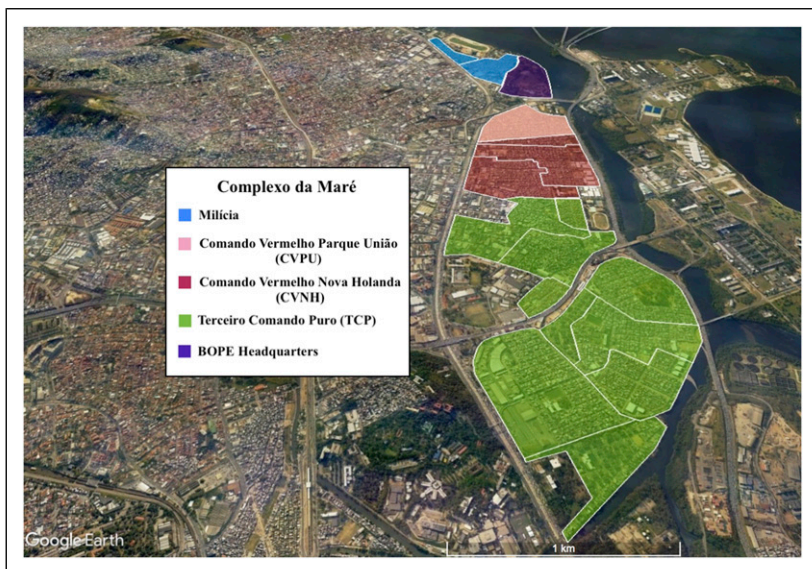 Complexo da Maré
Milícia
Comando Vermelho Parque União
(CVPU)
Comando Vermelho Nova Holanda
(CVNH)
Terceiro Comando Puro (TCP)
BOPE Headquarters
Google Earth
1 km